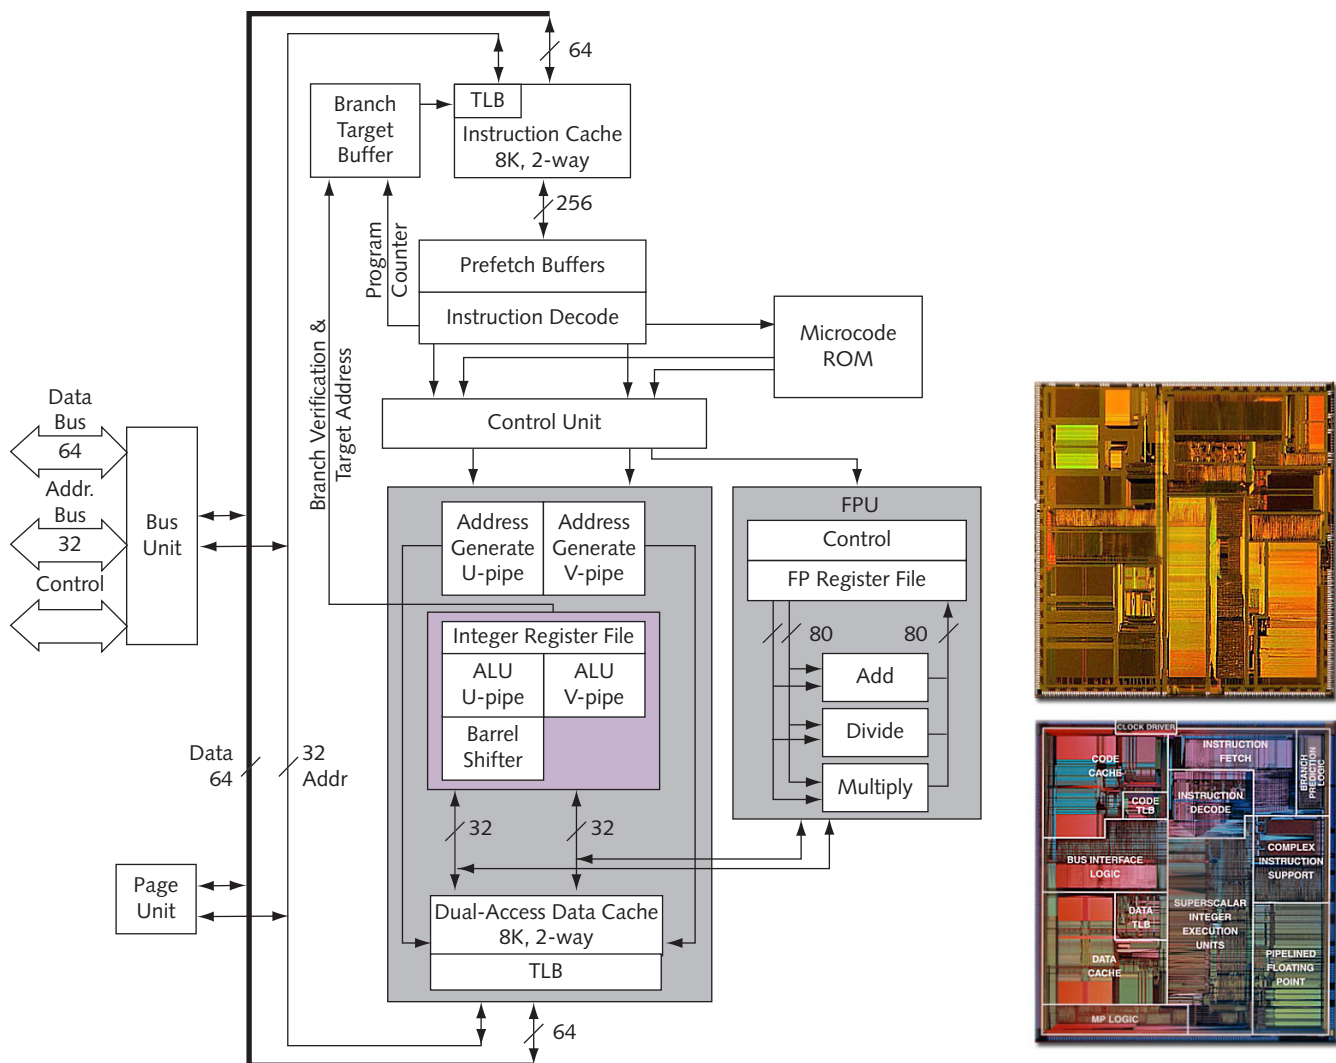 64
Branch
Target
Buffer
TLB
Instruction Cache
8K, 2-way
256
Program
Counter
Prefetch Buffers
Instruction Decode
Microcode
ROM
Branch Verification &
Target Address
Control Unit
Data
Bus
64
Addr.
Bus
32
Control
Bus
Unit
Address
Generate
U-pipe
Address
Generate
V-pipe
FPU
Control
FP Register File
80
80
Add
Divide
Multiply
Integer Register File
ALU
U-pipe
ALU
V-pipe
Barrel
Shifter
Data
64
32
Addr
32
32
Page
Unit
Dual-Access Data Cache
8K, 2-way
TLB
64
CLOCK DRIVER
CODE
CACHE
INSTRUCTION
FETCH
BRANCH
PREDICTION
LOGIC
CODE
TLB
INSTRUCTION
DECODE
BUS INTERFACE
LOGIC
COMPLEX
INSTRUCTION
SUPPORT
DATA
TLB
SUPERSCALAR
INTEGER
EXECUTION
UNITS
DATA
CACHE
PIPELINED
FLOATING
POINT
MP LOGIC